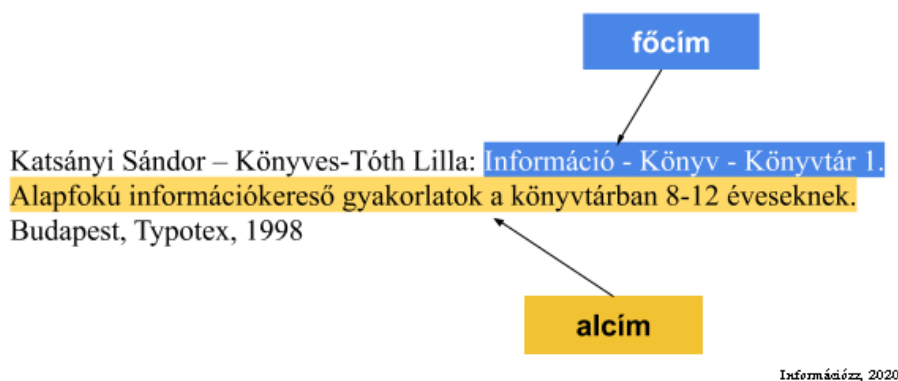 főcím
Katsányi Sándor – Könyves-Tóth Lilla: Információ - Könyv - Könyvtár 1.
Alapfokú információkereső gyakorlatok a könyvtárban 8-12 éveseknek.
Budapest, Typotex, 1998
alcím
Információzz, 2020